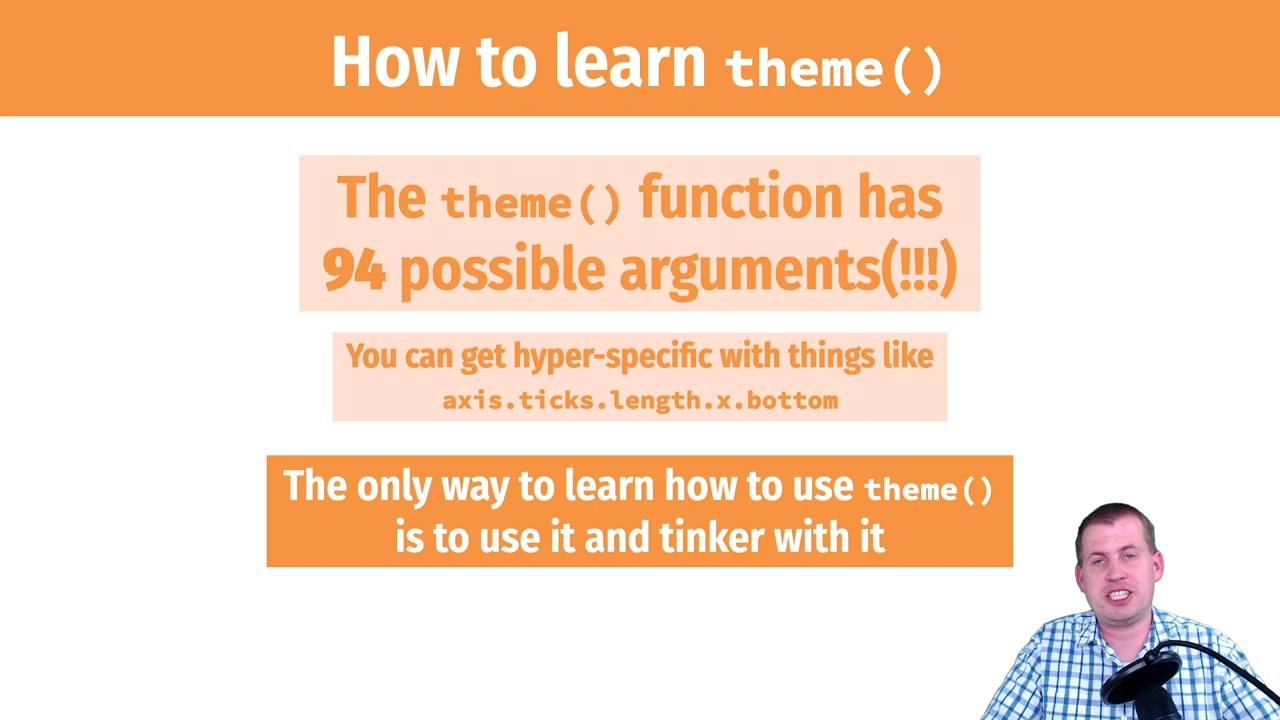 How to learn theme()
The theme() function has
94 possible arguments(!!!)
You can get hyper-specific with things like
axis.ticks.length.x.bottom
The only way to learn how to use theme()
is to use it and tinker with it